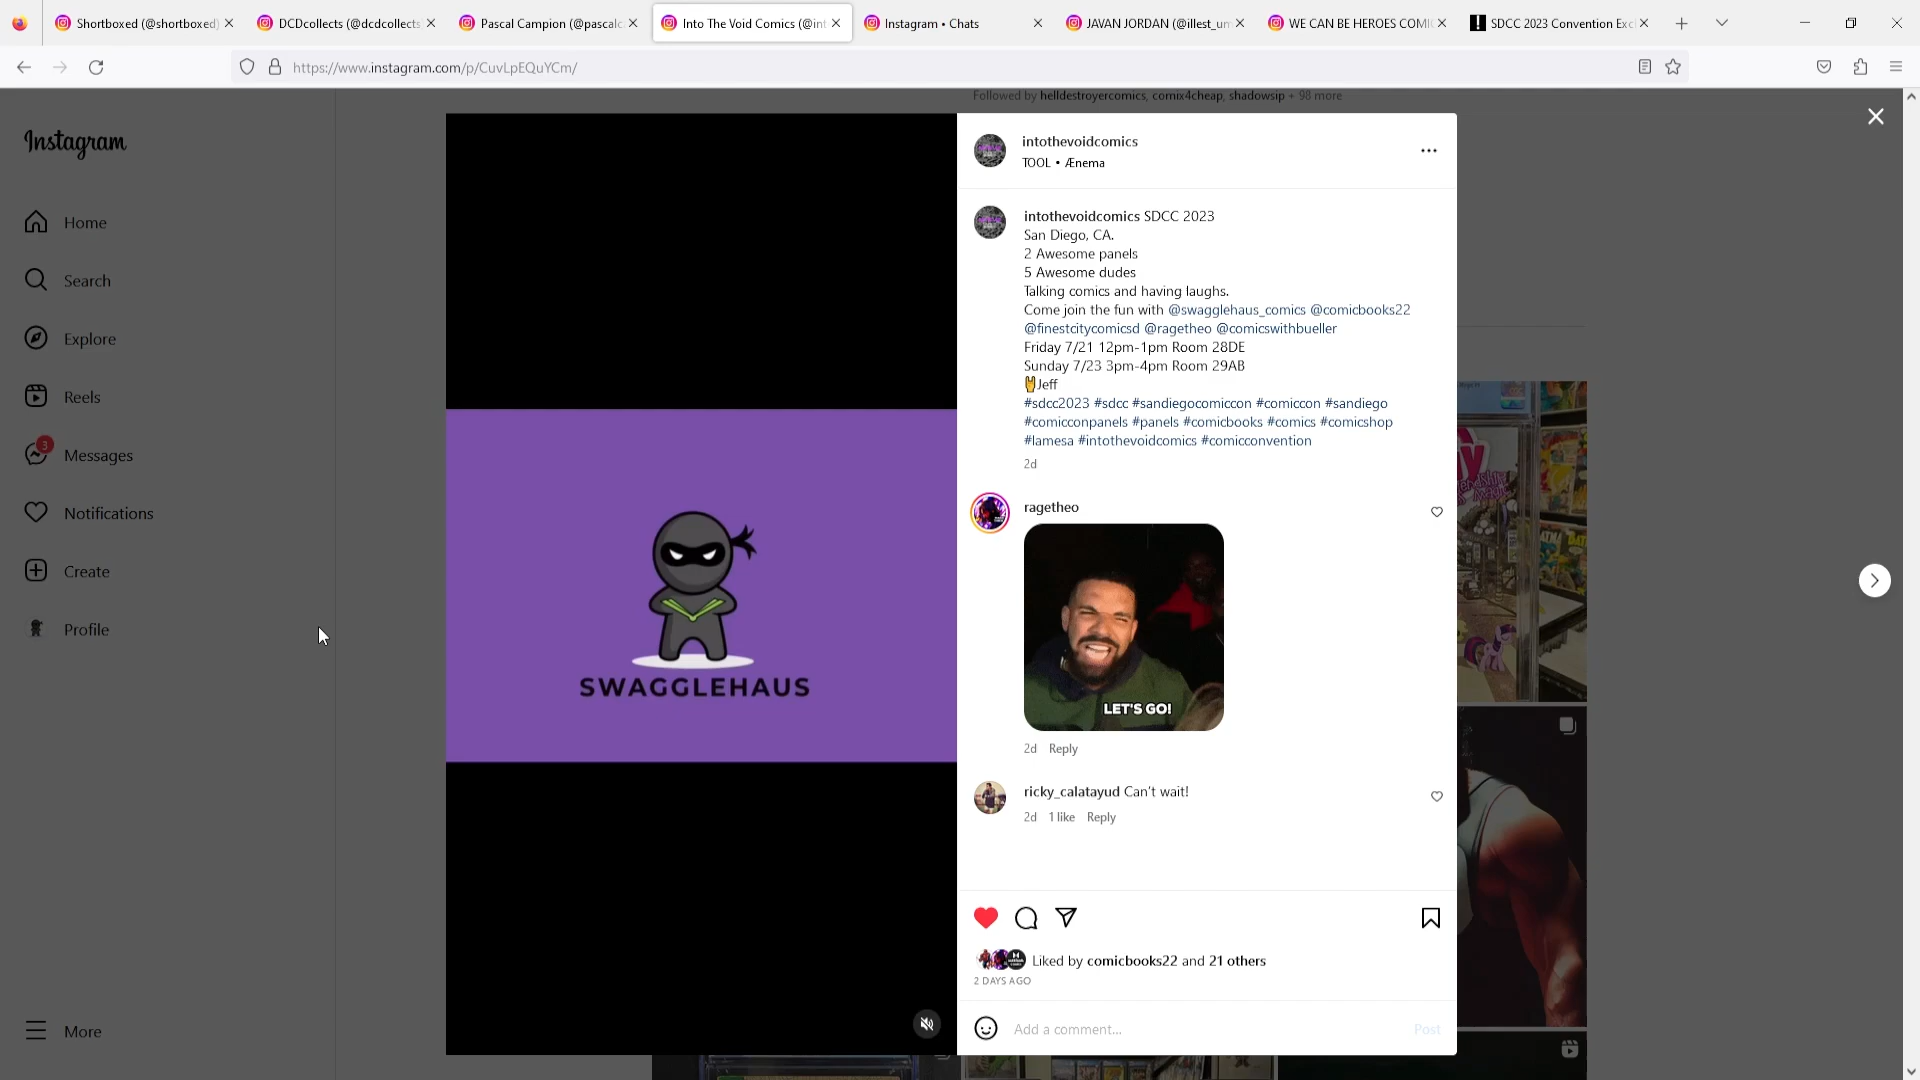 Shortboxed (@shortboxed)
DCDcollects (@dcdcollects
Pascal Campion (@pascalc
Into The Void Comics (@int
Instagram • Chats
JAVAN JORDAN (@illest_um
WE CAN BE HEROES COMI
SDCC 2023 Convention Excl
https://www.instagram.com/p/CuvLpEQuYCm/
Followed by helldestroyercomics, comix4cheap, shadowsip + 98 more
Instagram
Home
Search
Explore
Reels
3
Messages
Notifications
Create
Profile
More
SWAGGLEHAUS
intothevoidcomics
TOOL • Ænema
intothevoidcomics SDCC 2023
San Diego, CA.
2 Awesome panels
5 Awesome dudes
Talking comics and having laughs.
Come join the fun with @swagglehaus_comics @comicbooks22
@finestcitycomicsd @ragetheo @comicswithbueller
Friday 7/21 12pm-1pm Room 28DE
Sunday 7/23 3pm-4pm Room 29AB
🤘Jeff
#sdcc2023 #sdcc #sandiegocomiccon #comiccon #sandiego
#comicconpanels #panels #comicbooks #comics #comicshop
#lamesa #intothevoidcomics #comicconvention
2d
ragetheo
LET'S GO!
2d Reply
ricky_calatayud Can't wait!
2d 1 like Reply
Liked by comicbooks22 and 21 others
2 DAYS AGO
Add a comment...
Post